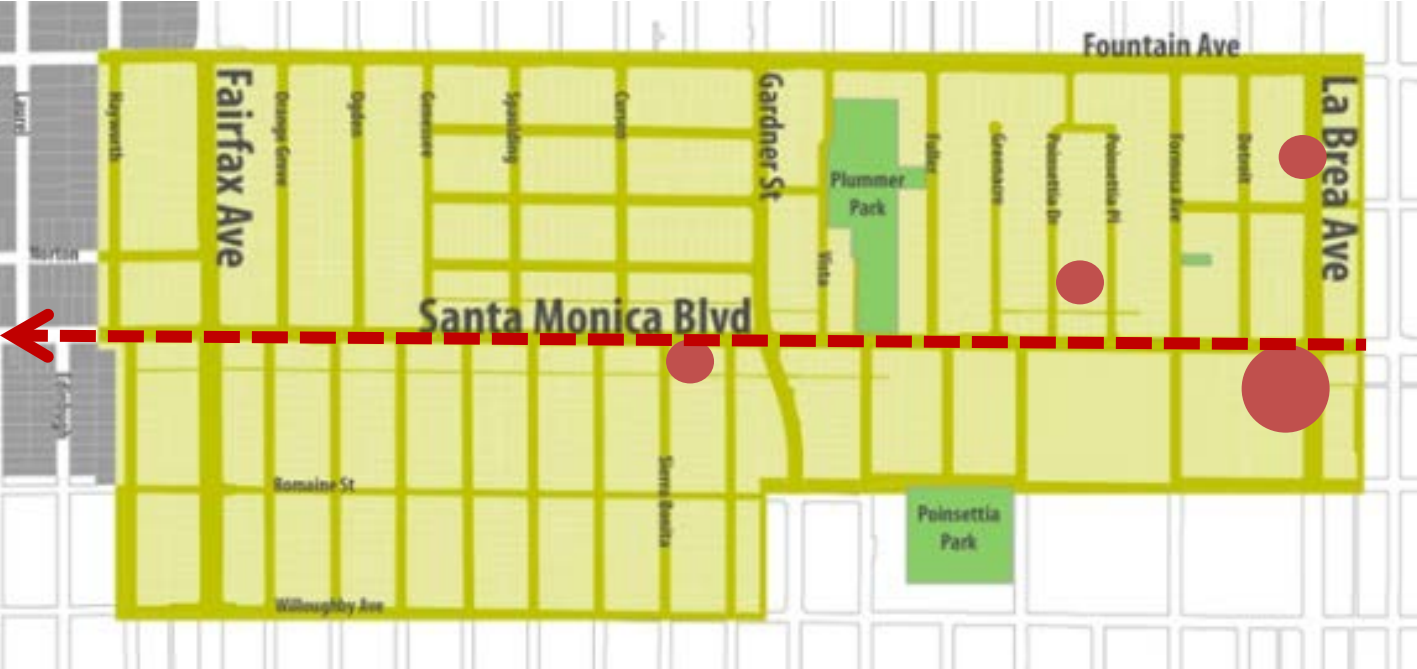 Fountain Ave
Laurel
Hayworth
Fairfax Ave
Orange Grove
Ogden
Genesee
Spaulding
Curson
Gardner St
Plummer
Park
Fuller
Greenacre
Poinsettia Dr
Poinsettia Pl
Formosa Ave
Detroit
La Brea Ave
Norton
Vista
Santa Monica Blvd
Romaine St
Sierra Bonita
Poinsettia
Park
Willoughby Ave